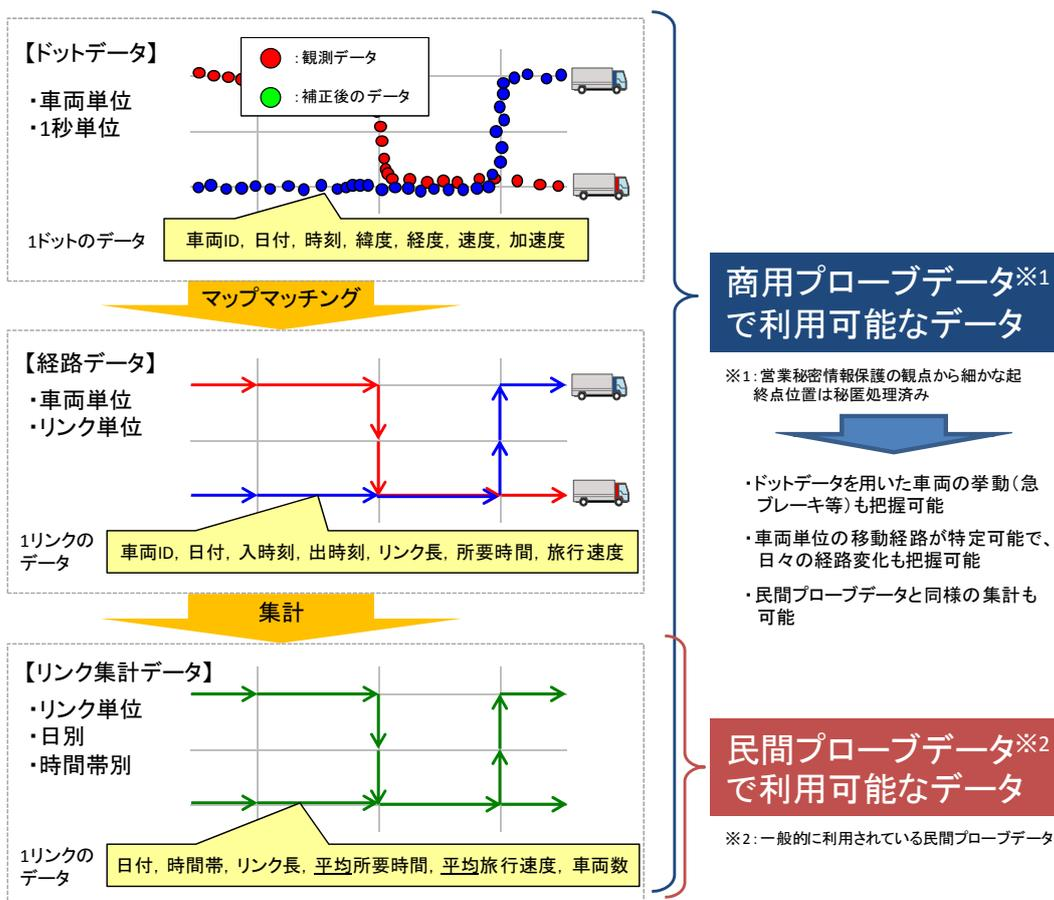 【ドットデータ】
・車両単位
・1秒単位
：観測データ
：補正後のデータ
1ドットのデータ
車両ID, 日付, 時刻, 緯度, 経度, 速度, 加速度
マップマッチング
【経路データ】
・車両単位
・リンク単位
1リンクの
データ
車両ID, 日付, 入時刻, 出時刻, リンク長, 所要時間, 旅行速度
集計
【リンク集計データ】
・リンク単位
・日別
・時間帯別
1リンクの
データ
日付, 時間帯, リンク長, 平均所要時間, 平均旅行速度, 車両数
商用プローブデータ※1
で利用可能なデータ
※1：営業秘密情報保護の観点から細かな起
終点位置は秘匿処理済み
・ドットデータを用いた車両の挙動（急
ブレーキ等）も把握可能
・車両単位の移動経路が特定可能で、
日々の経路変化も把握可能
・民間プローブデータと同様の集計も
可能
民間プローブデータ※2
で利用可能なデータ
※2：一般的に利用されている民間プローブデータ